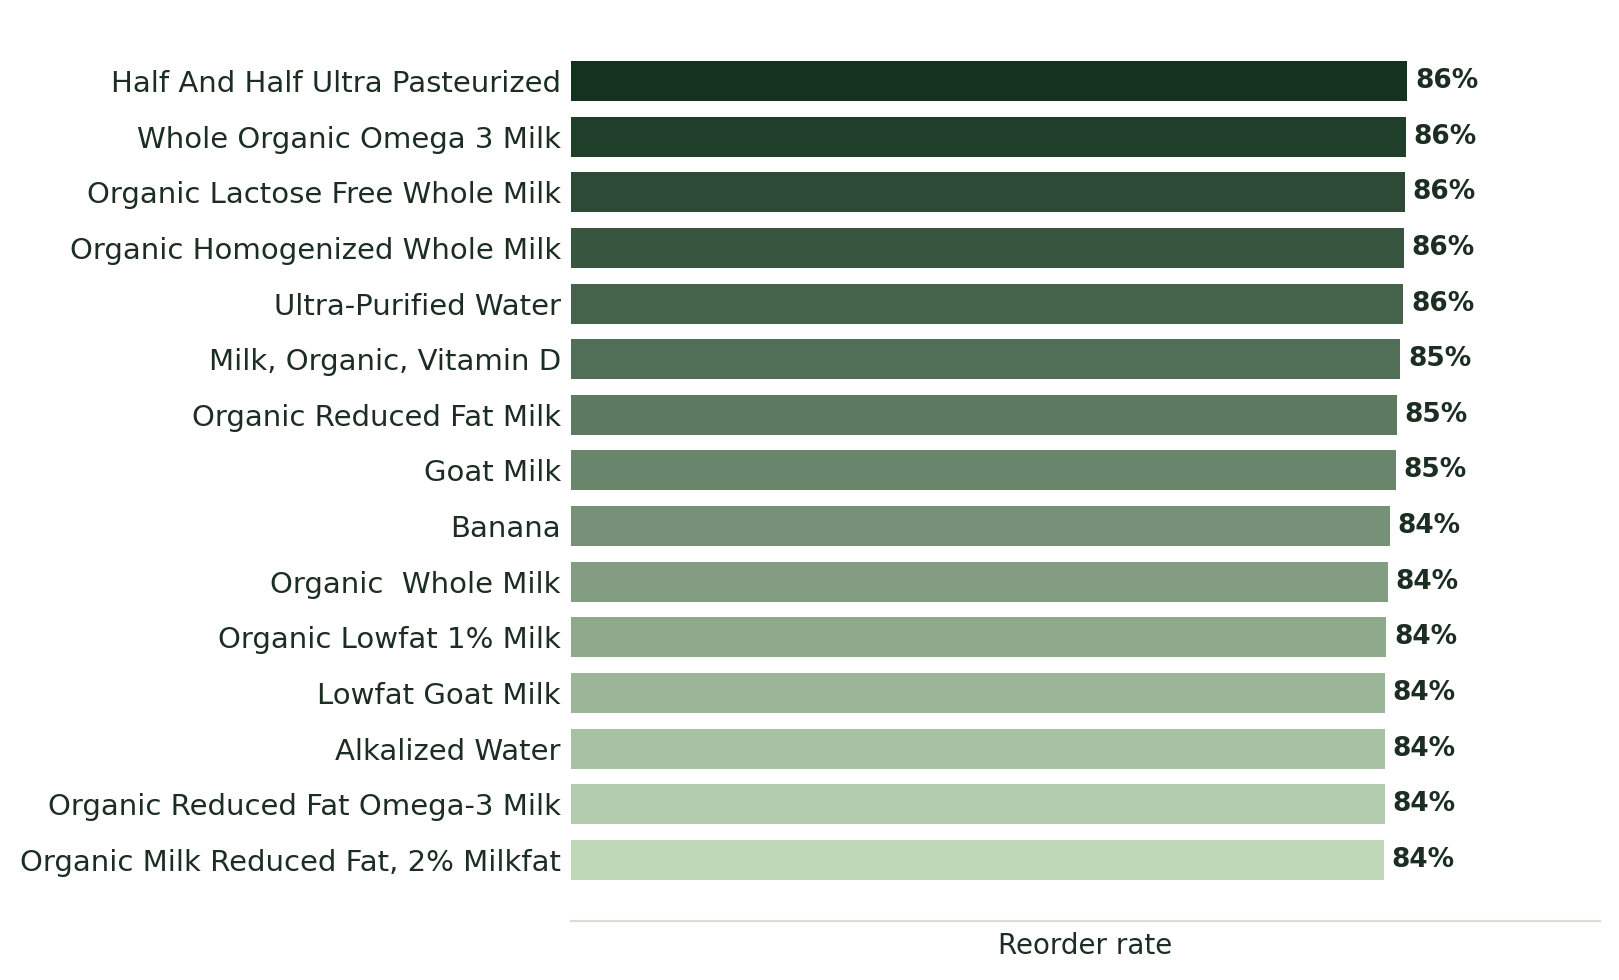 Half And Half Ultra Pasteurized 86%
Whole Organic Omega 3 Milk 86%
Organic Lactose Free Whole Milk 86%
Organic Homogenized Whole Milk 86%
Ultra-Purified Water 86%
Milk, Organic, Vitamin D 85%
Organic Reduced Fat Milk 85%
Goat Milk 85%
Banana 84%
Organic  Whole Milk 84%
Organic Lowfat 1% Milk 84%
Lowfat Goat Milk 84%
Alkalized Water 84%
Organic Reduced Fat Omega-3 Milk 84%
Organic Milk Reduced Fat, 2% Milkfat 84%
Reorder rate